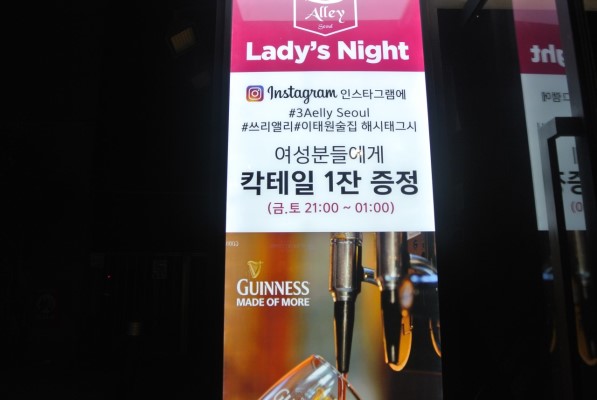 Alley
Seoul
Lady's Night
Instagram 인스타그램에
#3Aelly Seoul
#쓰리앨리#이태원술집 해시태그시
여성분들에게
칵테일 1잔 증정
(금.토 21:00 ~ 01:00)
GUINNESS
MADE OF MORE